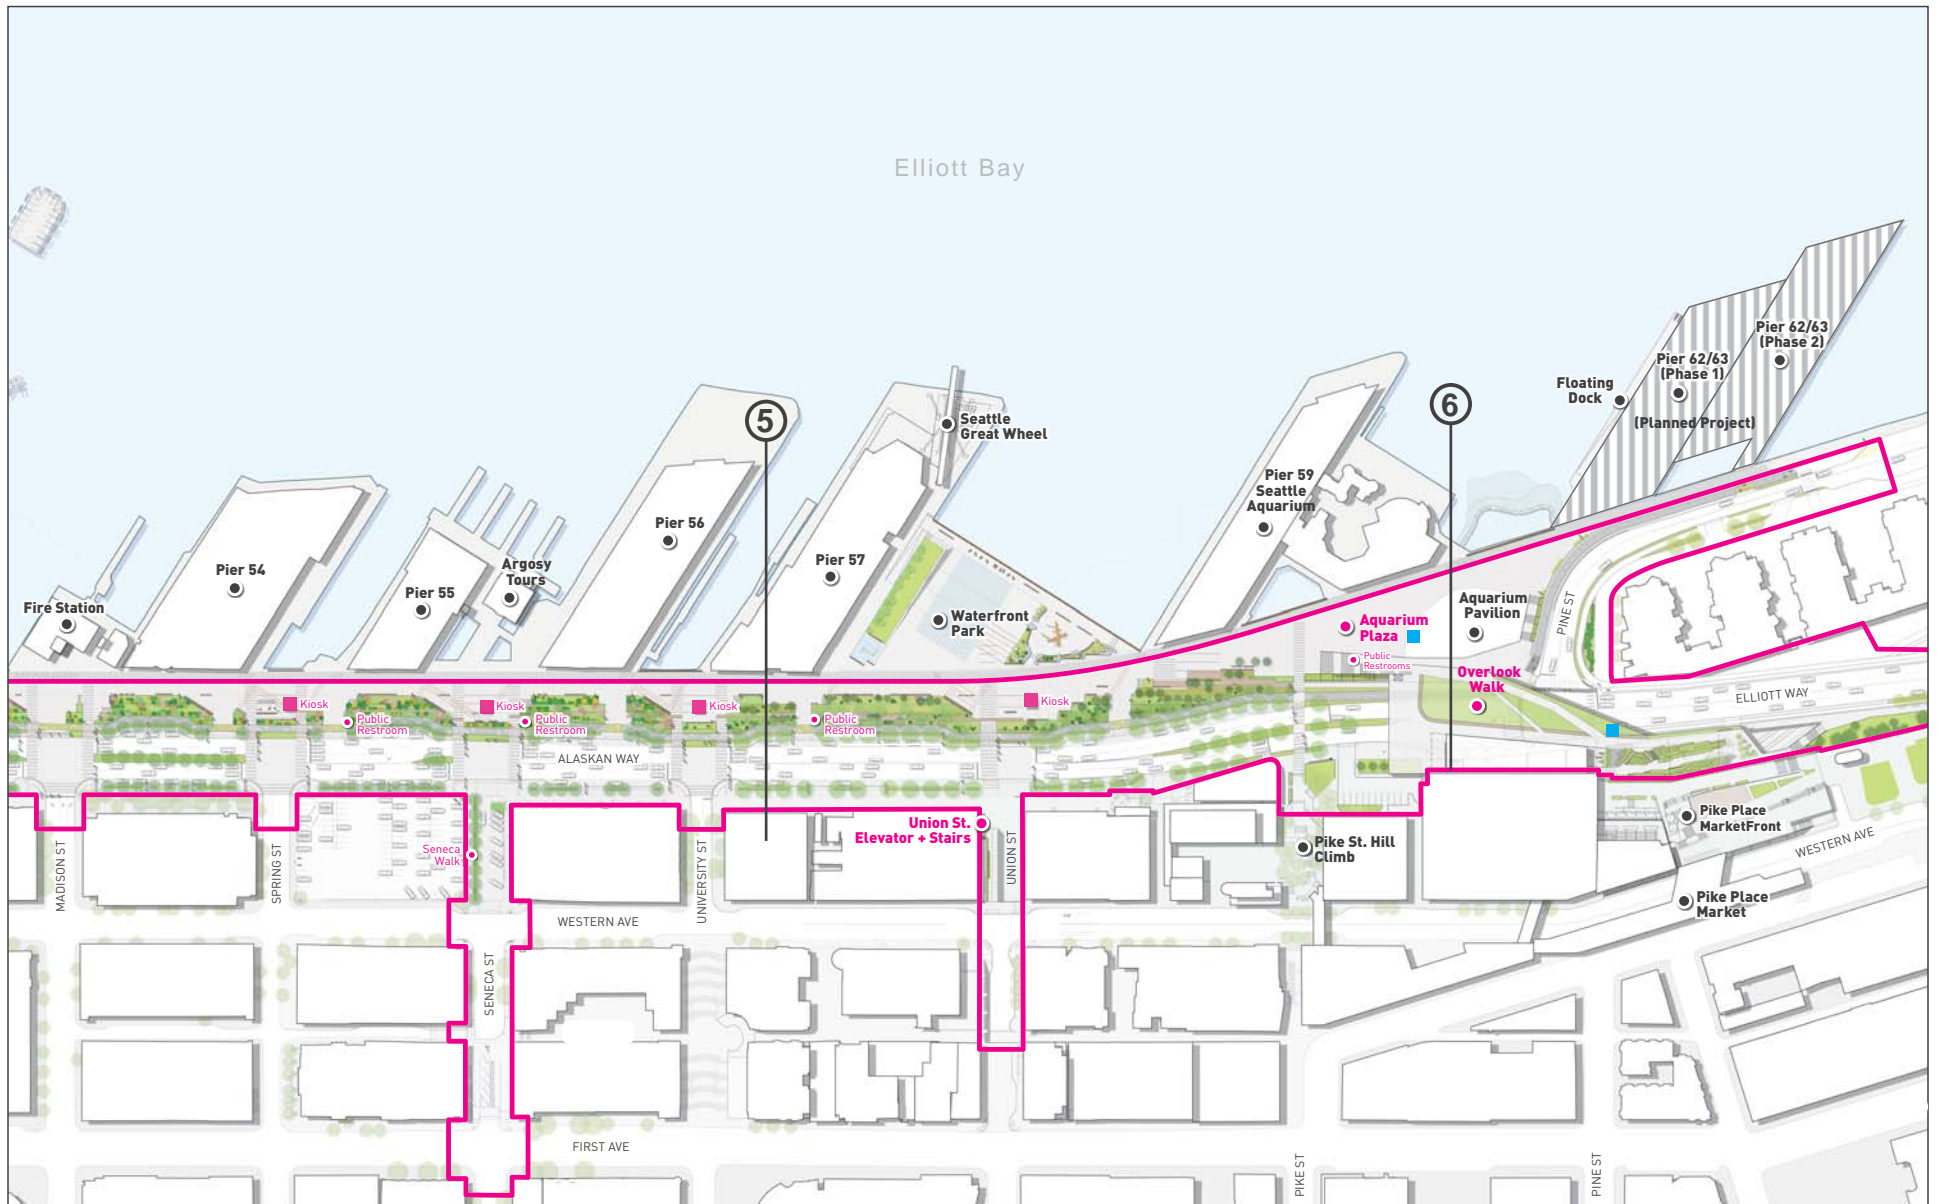 Elliott Bay
Pier 62/63
(Phase 2)
Pier 62/63
(Phase 1)
Floating
Dock
(Planned Project)
5
6
Seattle
Great Wheel
Pier 59
Seattle
Aquarium
Pier 56
Pier 57
Pier 54
Argosy
Tours
Pier 55
Fire Station
Waterfront
Park
Aquarium
Pavilion
PINE ST
Aquarium
Plaza
Public
Restrooms
Overlook
Walk
ELLIOTT WAY
Kiosk
Kiosk
Kiosk
Kiosk
Public
Restroom
Public
Restroom
Public
Restroom
ALASKAN WAY
Union St.
Elevator + Stairs
Pike Place
MarketFront
WESTERN AVE
Seneca
Walk
Pike St. Hill
Climb
MADISON ST
SPRING ST
UNIVERSITY ST
UNION ST
Pike Place
Market
WESTERN AVE
SENECA ST
FIRST AVE
PIKE ST
PINE ST